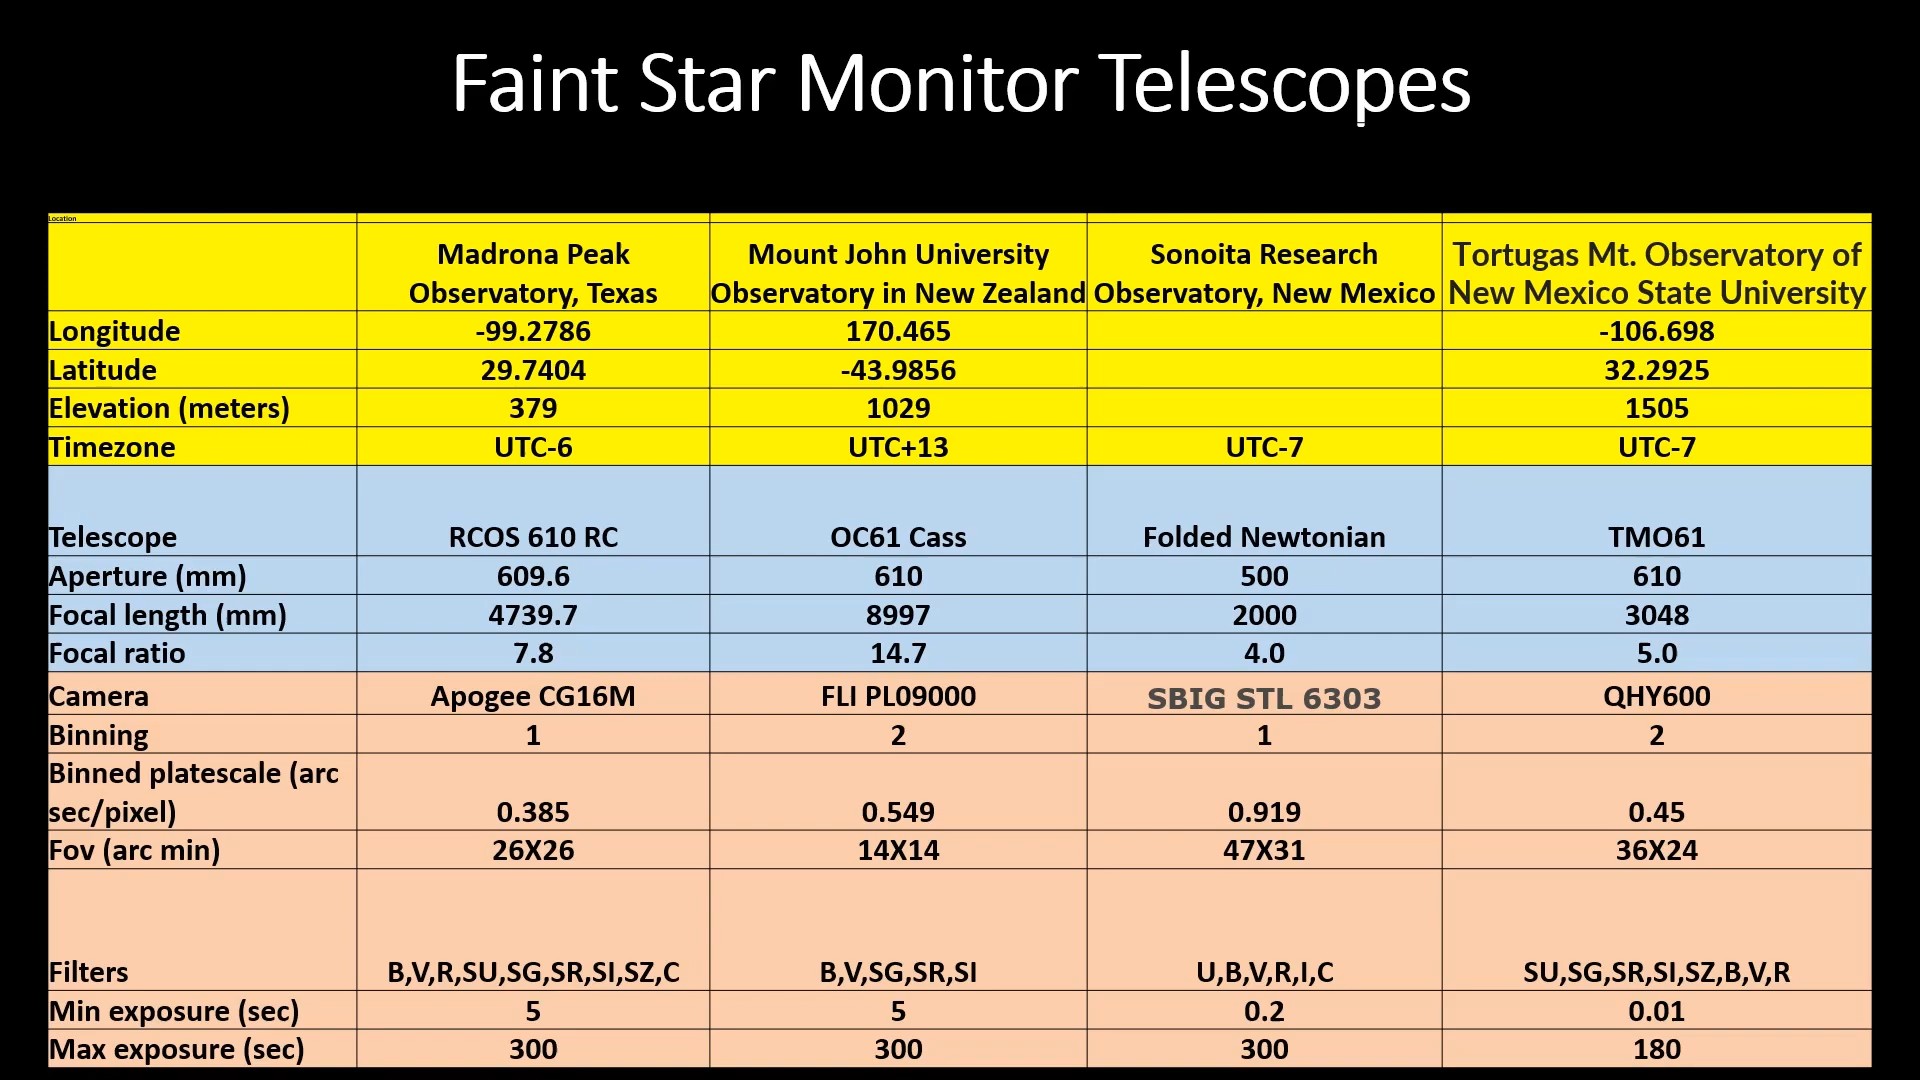 Faint Star Monitor Telescopes
Location
Madrona Peak Observatory, Texas
Mount John University Observatory in New Zealand
Sonoita Research Observatory, New Mexico
Tortugas Mt. Observatory of New Mexico State University
Longitude -99.2786 170.465 -106.698
Latitude 29.7404 -43.9856 32.2925
Elevation (meters) 379 1029 1505
Timezone UTC-6 UTC+13 UTC-7 UTC-7
Telescope RCOS 610 RC OC61 Cass Folded Newtonian TMO61
Aperture (mm) 609.6 610 500 610
Focal length (mm) 4739.7 8997 2000 3048
Focal ratio 7.8 14.7 4.0 5.0
Camera Apogee CG16M FLI PL09000 SBIG STL 6303 QHY600
Binning 1 2 1 2
Binned platescale (arc sec/pixel) 0.385 0.549 0.919 0.45
Fov (arc min) 26X26 14X14 47X31 36X24
Filters B,V,R,SU,SG,SR,SI,SZ,C B,V,SG,SR,SI U,B,V,R,I,C SU,SG,SR,SI,SZ,B,V,R
Min exposure (sec) 5 5 0.2 0.01
Max exposure (sec) 300 300 300 180